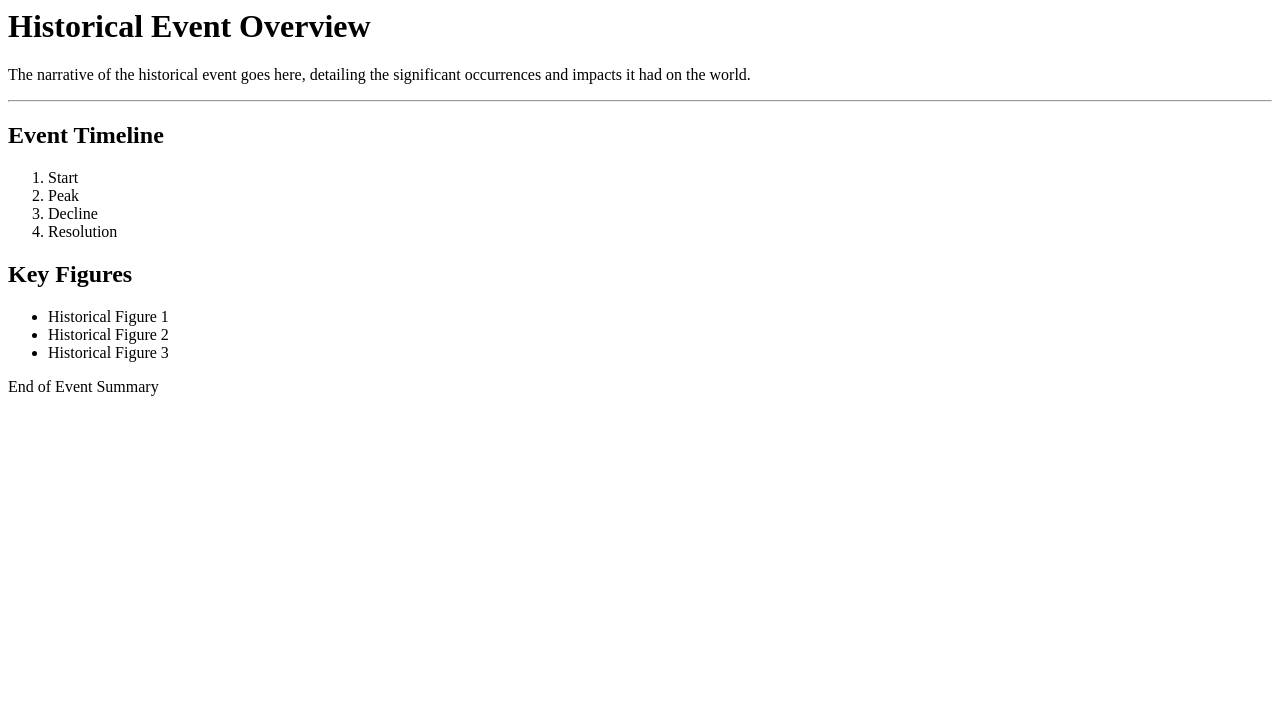 Historical Event Overview
The narrative of the historical event goes here, detailing the significant occurrences and impacts it had on the world.
Event Timeline
1. Start
2. Peak
3. Decline
4. Resolution
Key Figures
• Historical Figure 1
• Historical Figure 2
• Historical Figure 3
End of Event Summary